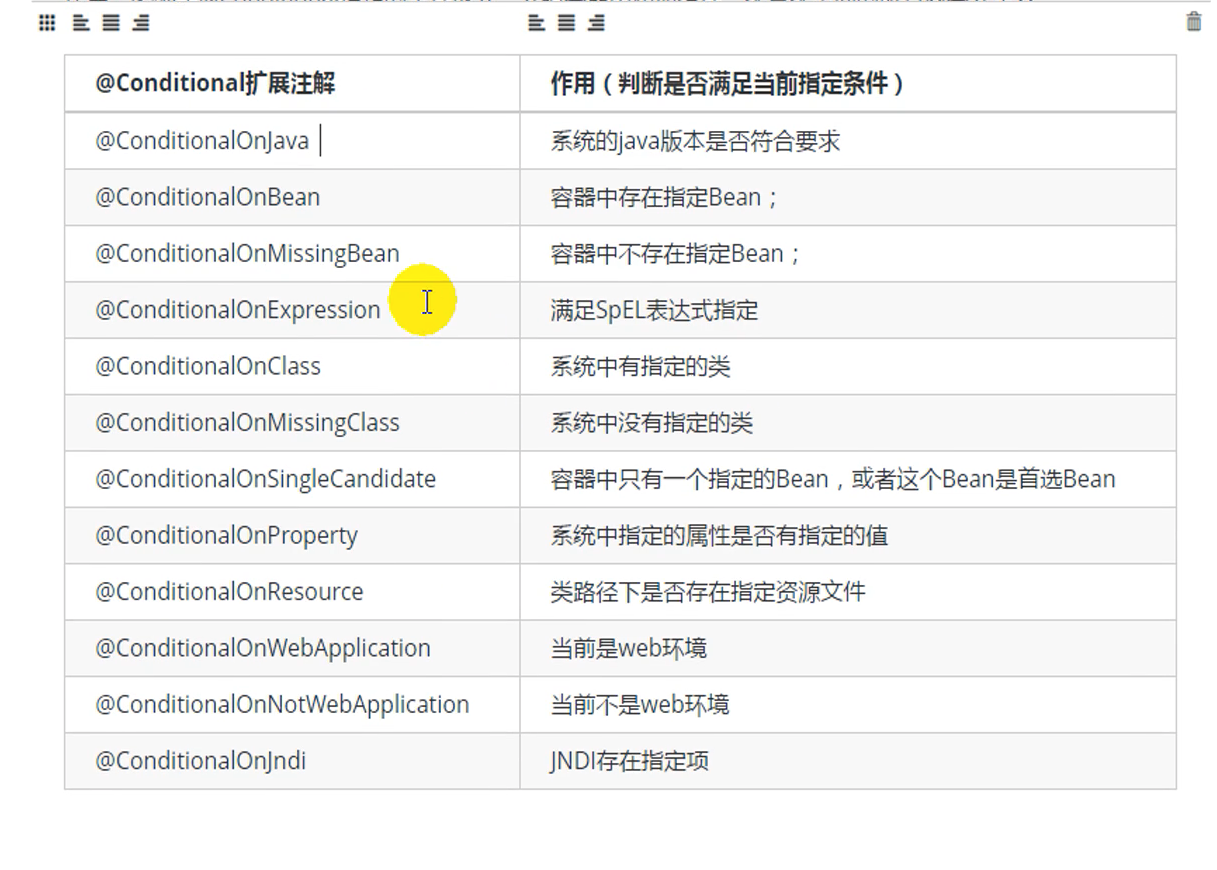 @Conditional扩展注解 作用（判断是否满足当前指定条件）
@ConditionalOnJava 系统的java版本是否符合要求
@ConditionalOnBean 容器中存在指定Bean；
@ConditionalOnMissingBean 容器中不存在指定Bean；
@ConditionalOnExpression 满足SpEL表达式指定
@ConditionalOnClass 系统中有指定的类
@ConditionalOnMissingClass 系统中没有指定的类
@ConditionalOnSingleCandidate 容器中只有一个指定的Bean，或者这个Bean是首选Bean
@ConditionalOnProperty 系统中指定的属性是否有指定的值
@ConditionalOnResource 类路径下是否存在指定资源文件
@ConditionalOnWebApplication 当前是web环境
@ConditionalOnNotWebApplication 当前不是web环境
@ConditionalOnJndi JNDI存在指定项